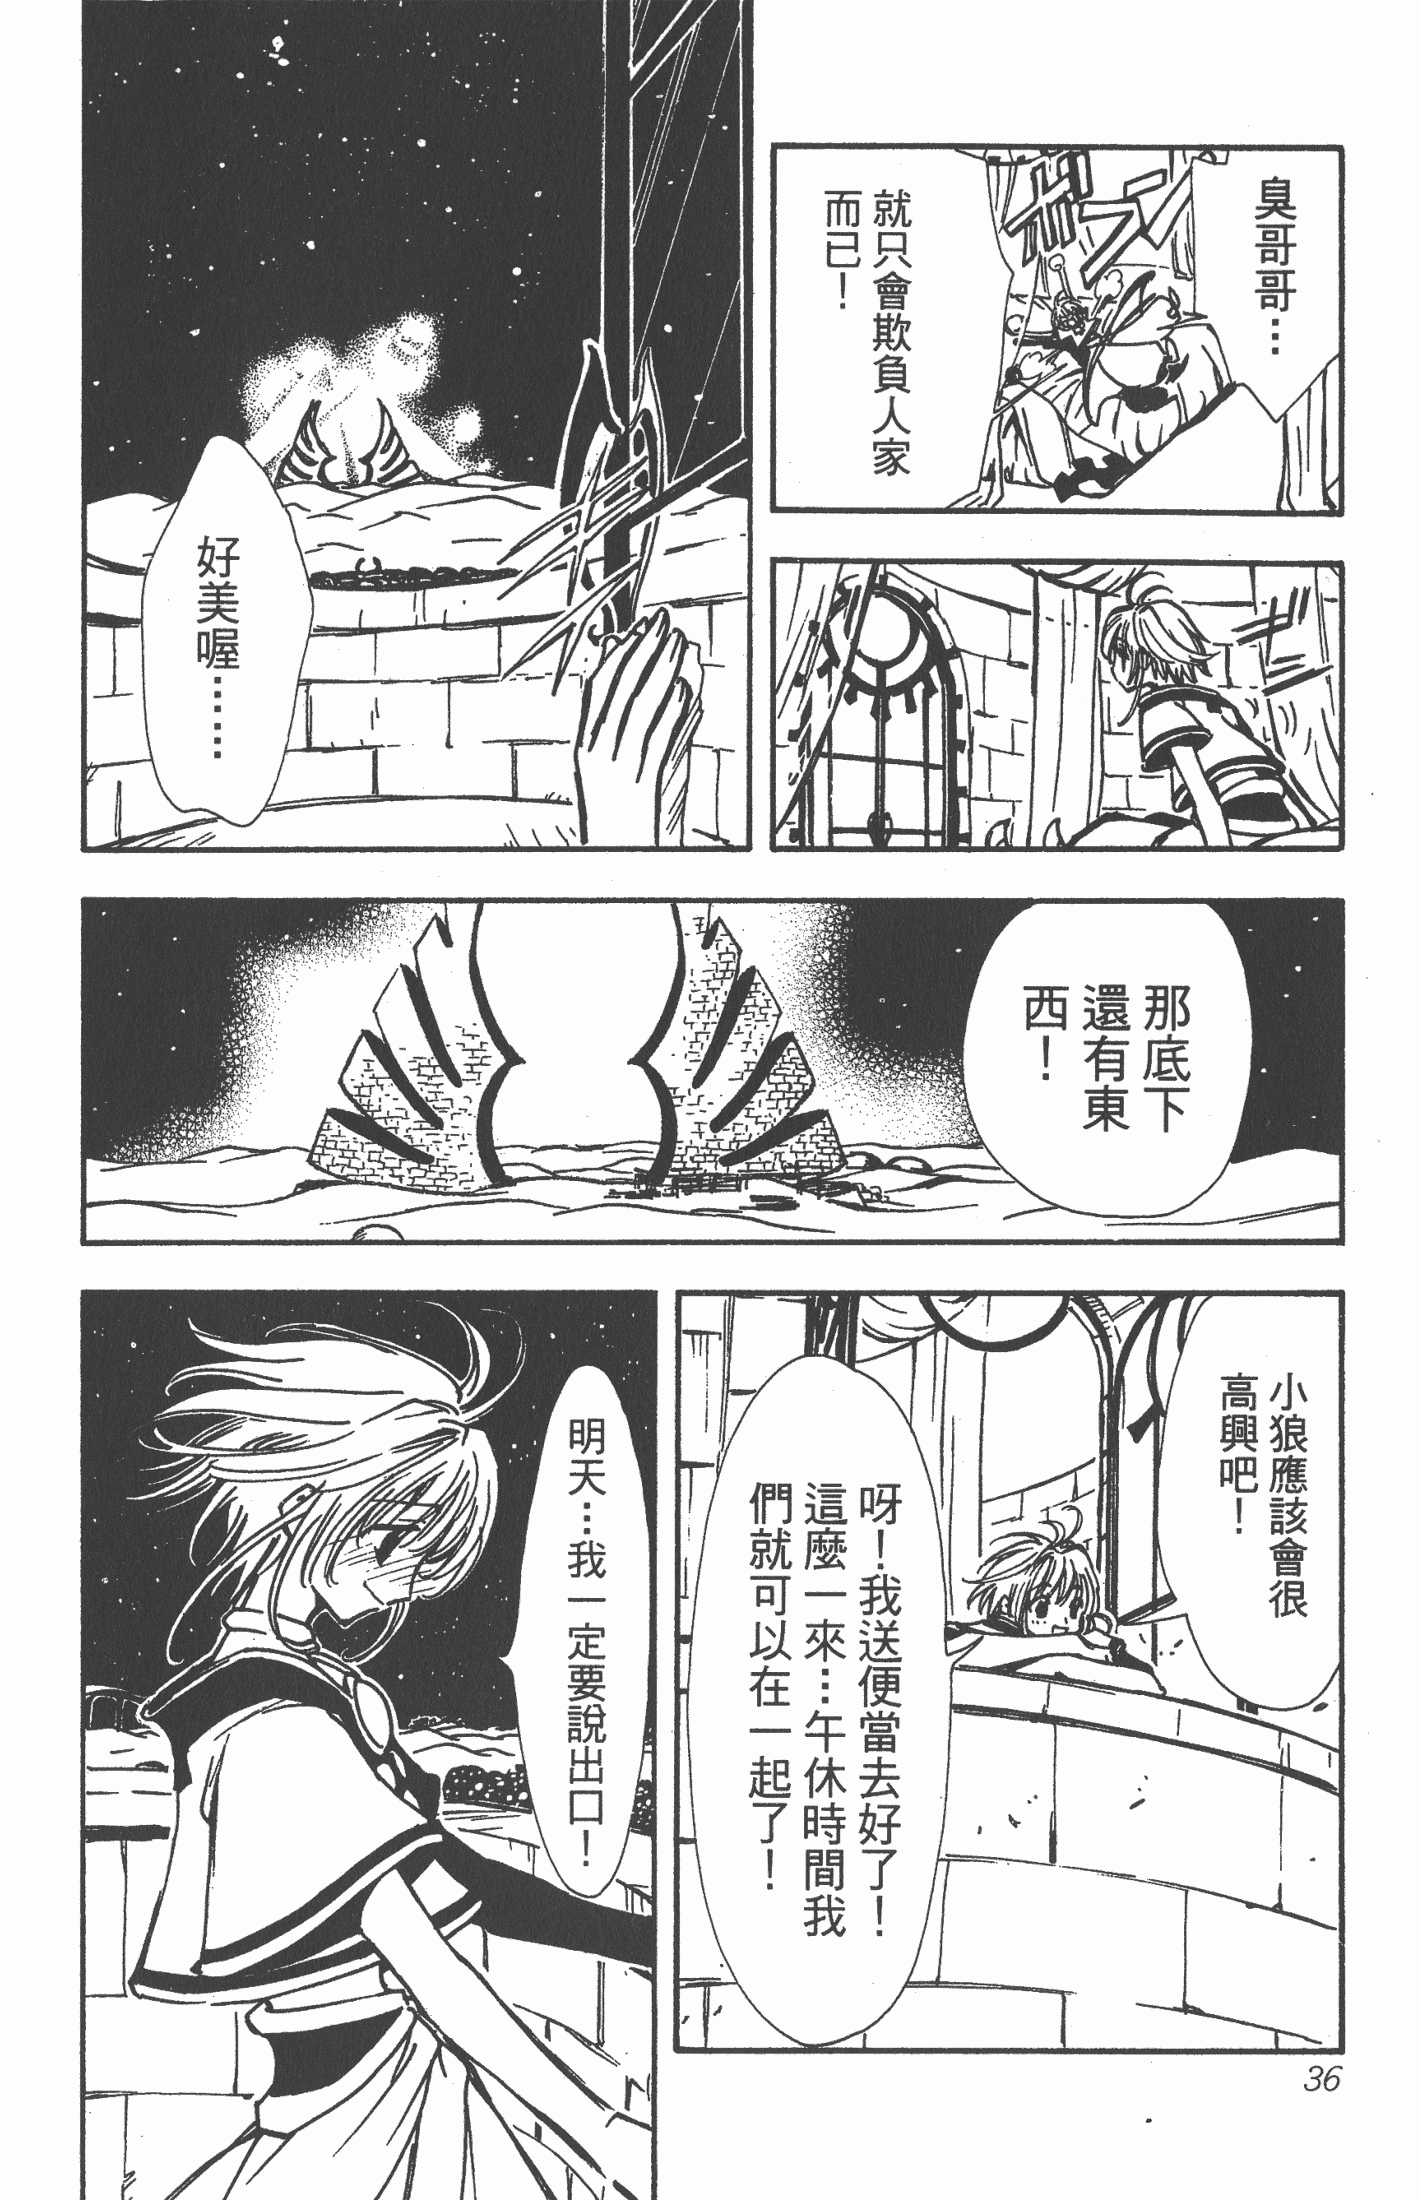 臭哥哥…
就只會欺負人家
而已！
ボブン
好美喔……
那底下
還有東
西！
小狼應該會很
高興吧！
呀！我送便當去好了！
這麼一來…午休時間我
們就可以在一起了！
明天…我一定要說出口！
36